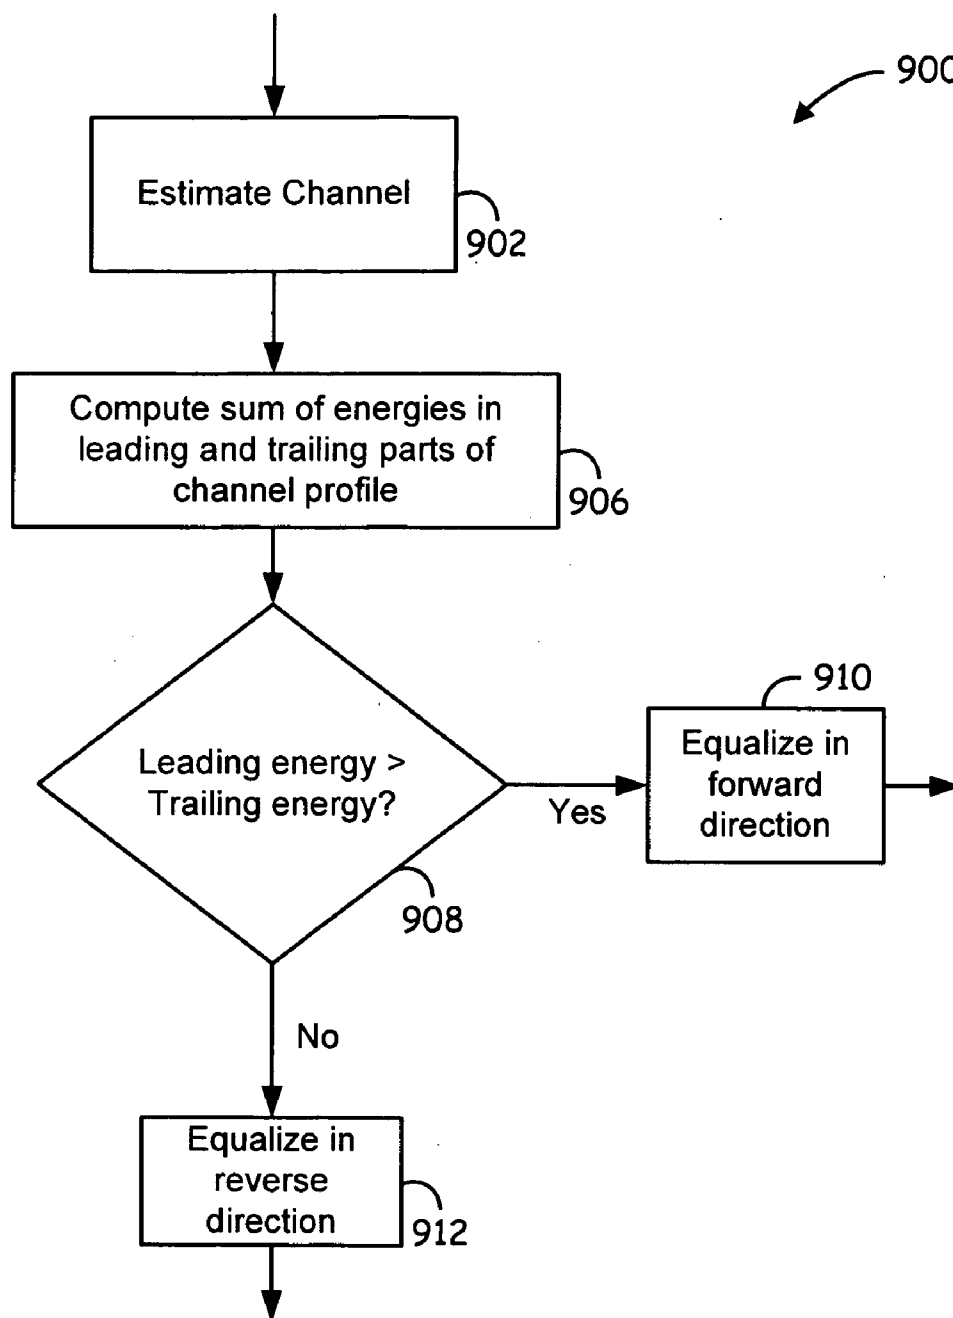 900
Estimate Channel
902
Compute sum of energies in
leading and trailing parts of
channel profile
906
Leading energy >
Trailing energy?
908
Yes
910
Equalize in
forward
direction
No
Equalize in
reverse
direction
912